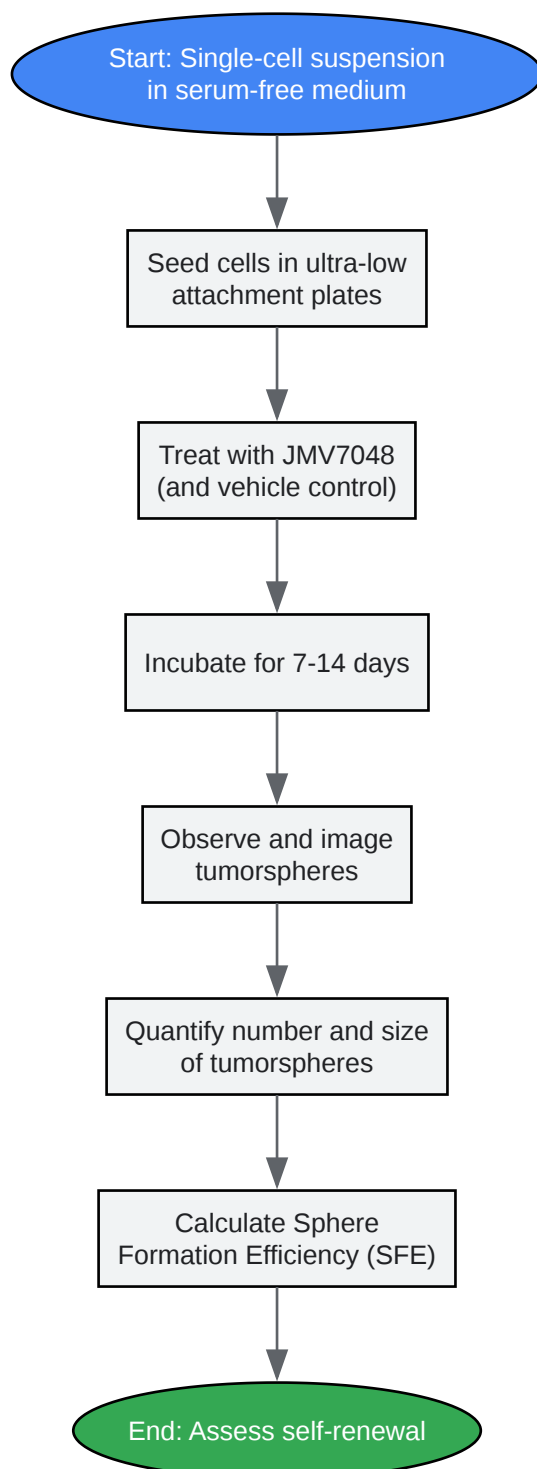 Start: Single-cell suspension
in serum-free medium
Seed cells in ultra-low
attachment plates
Treat with JMV7048
(and vehicle control)
Incubate for 7-14 days
Observe and image
tumorspheres
Quantify number and size
of tumorspheres
Calculate Sphere
Formation Efficiency (SFE)
End: Assess self-renewal